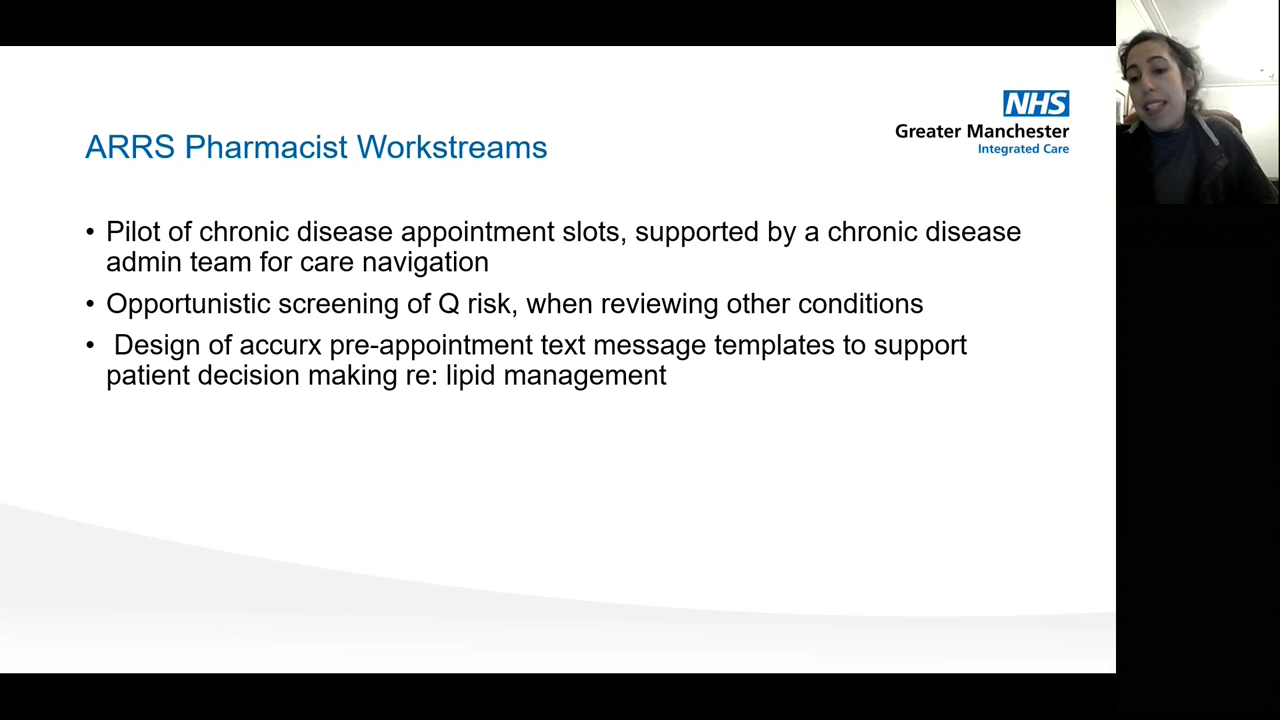 NHS
Greater Manchester
Integrated Care
ARRS Pharmacist Workstreams
• Pilot of chronic disease appointment slots, supported by a chronic disease
admin team for care navigation
• Opportunistic screening of Q risk, when reviewing other conditions
• Design of accurx pre-appointment text message templates to support
patient decision making re: lipid management